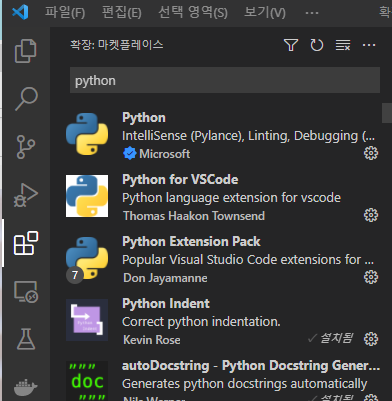 파일(F) 편집(E) 선택 영역(S) 보기(V) ··· 확
확장: 마켓플레이스 ···
python
Python
IntelliSense (Pylance), Linting, Debugging (...
Microsoft
Python for VSCode
Python language extension for vscode
Thomas Haakon Townsend
Python Extension Pack
Popular Visual Studio Code extensions for ...
7
Don Jayamanne
Python Indent
Correct python indentation.
Kevin Rose ✓설치됨
""" autoDocstring - Python Docstring Gener...
doc Generates python docstrings automatically
""" Nils Werner 설치됨